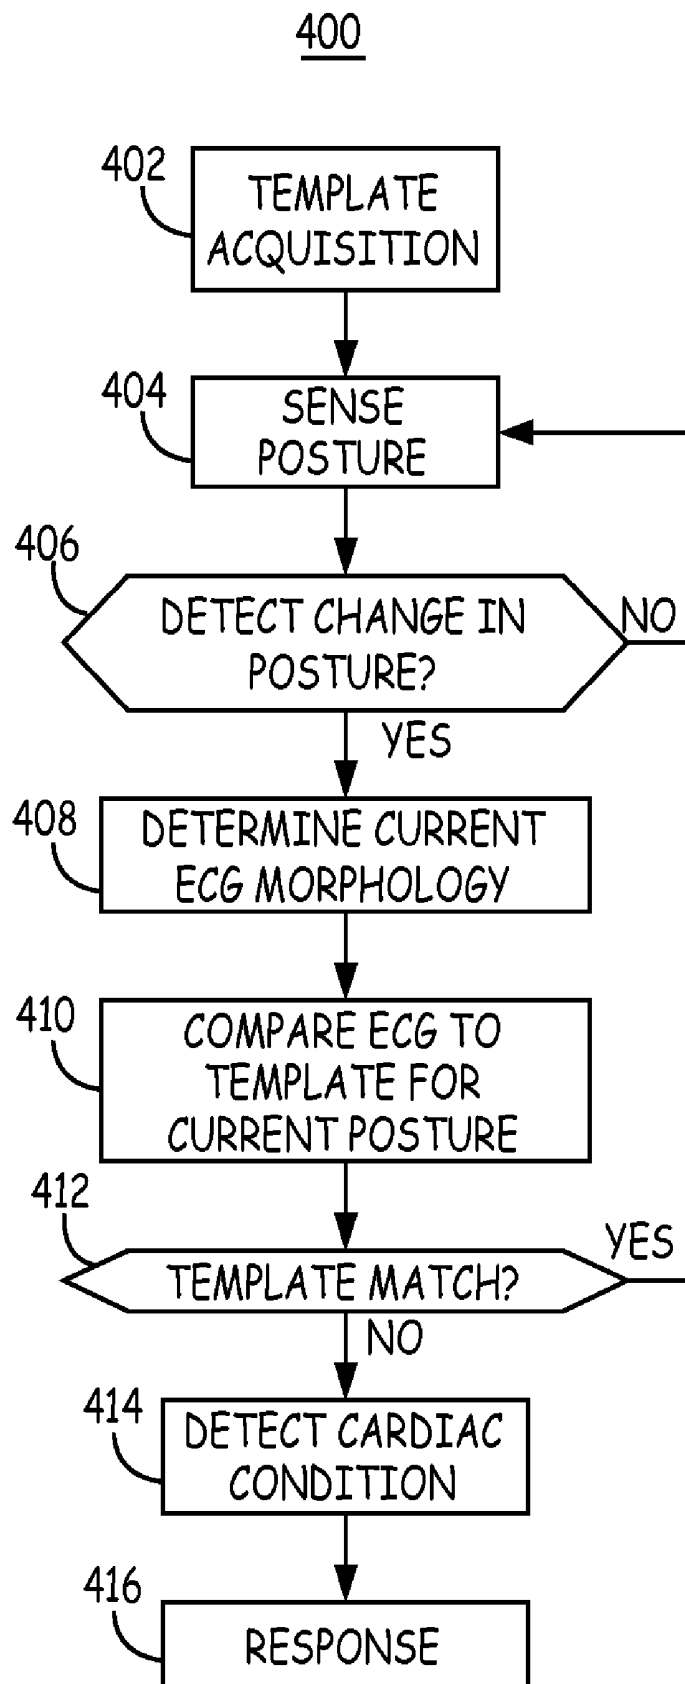 400
402
TEMPLATE
ACQUISITION
404
SENSE
POSTURE
406
DETECT CHANGE IN
POSTURE?
NO
YES
408
DETERMINE CURRENT
ECG MORPHOLOGY
410
COMPARE ECG TO
TEMPLATE FOR
CURRENT POSTURE
412
TEMPLATE MATCH?
YES
NO
414
DETECT CARDIAC
CONDITION
416
RESPONSE